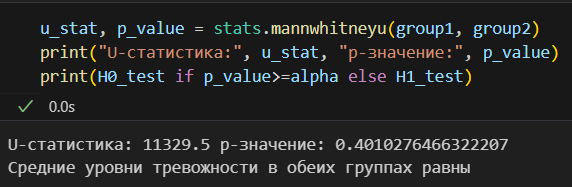 u_stat, p_value = stats.mannwhitneyu(group1, group2)
print("U-статистика:", u_stat, "p-значение:", p_value)
print(H0_test if p_value>=alpha else H1_test)
0.0s
U-статистика: 11329.5 p-значение: 0.4010276466322207
Средние уровни тревожности в обеих группах равны